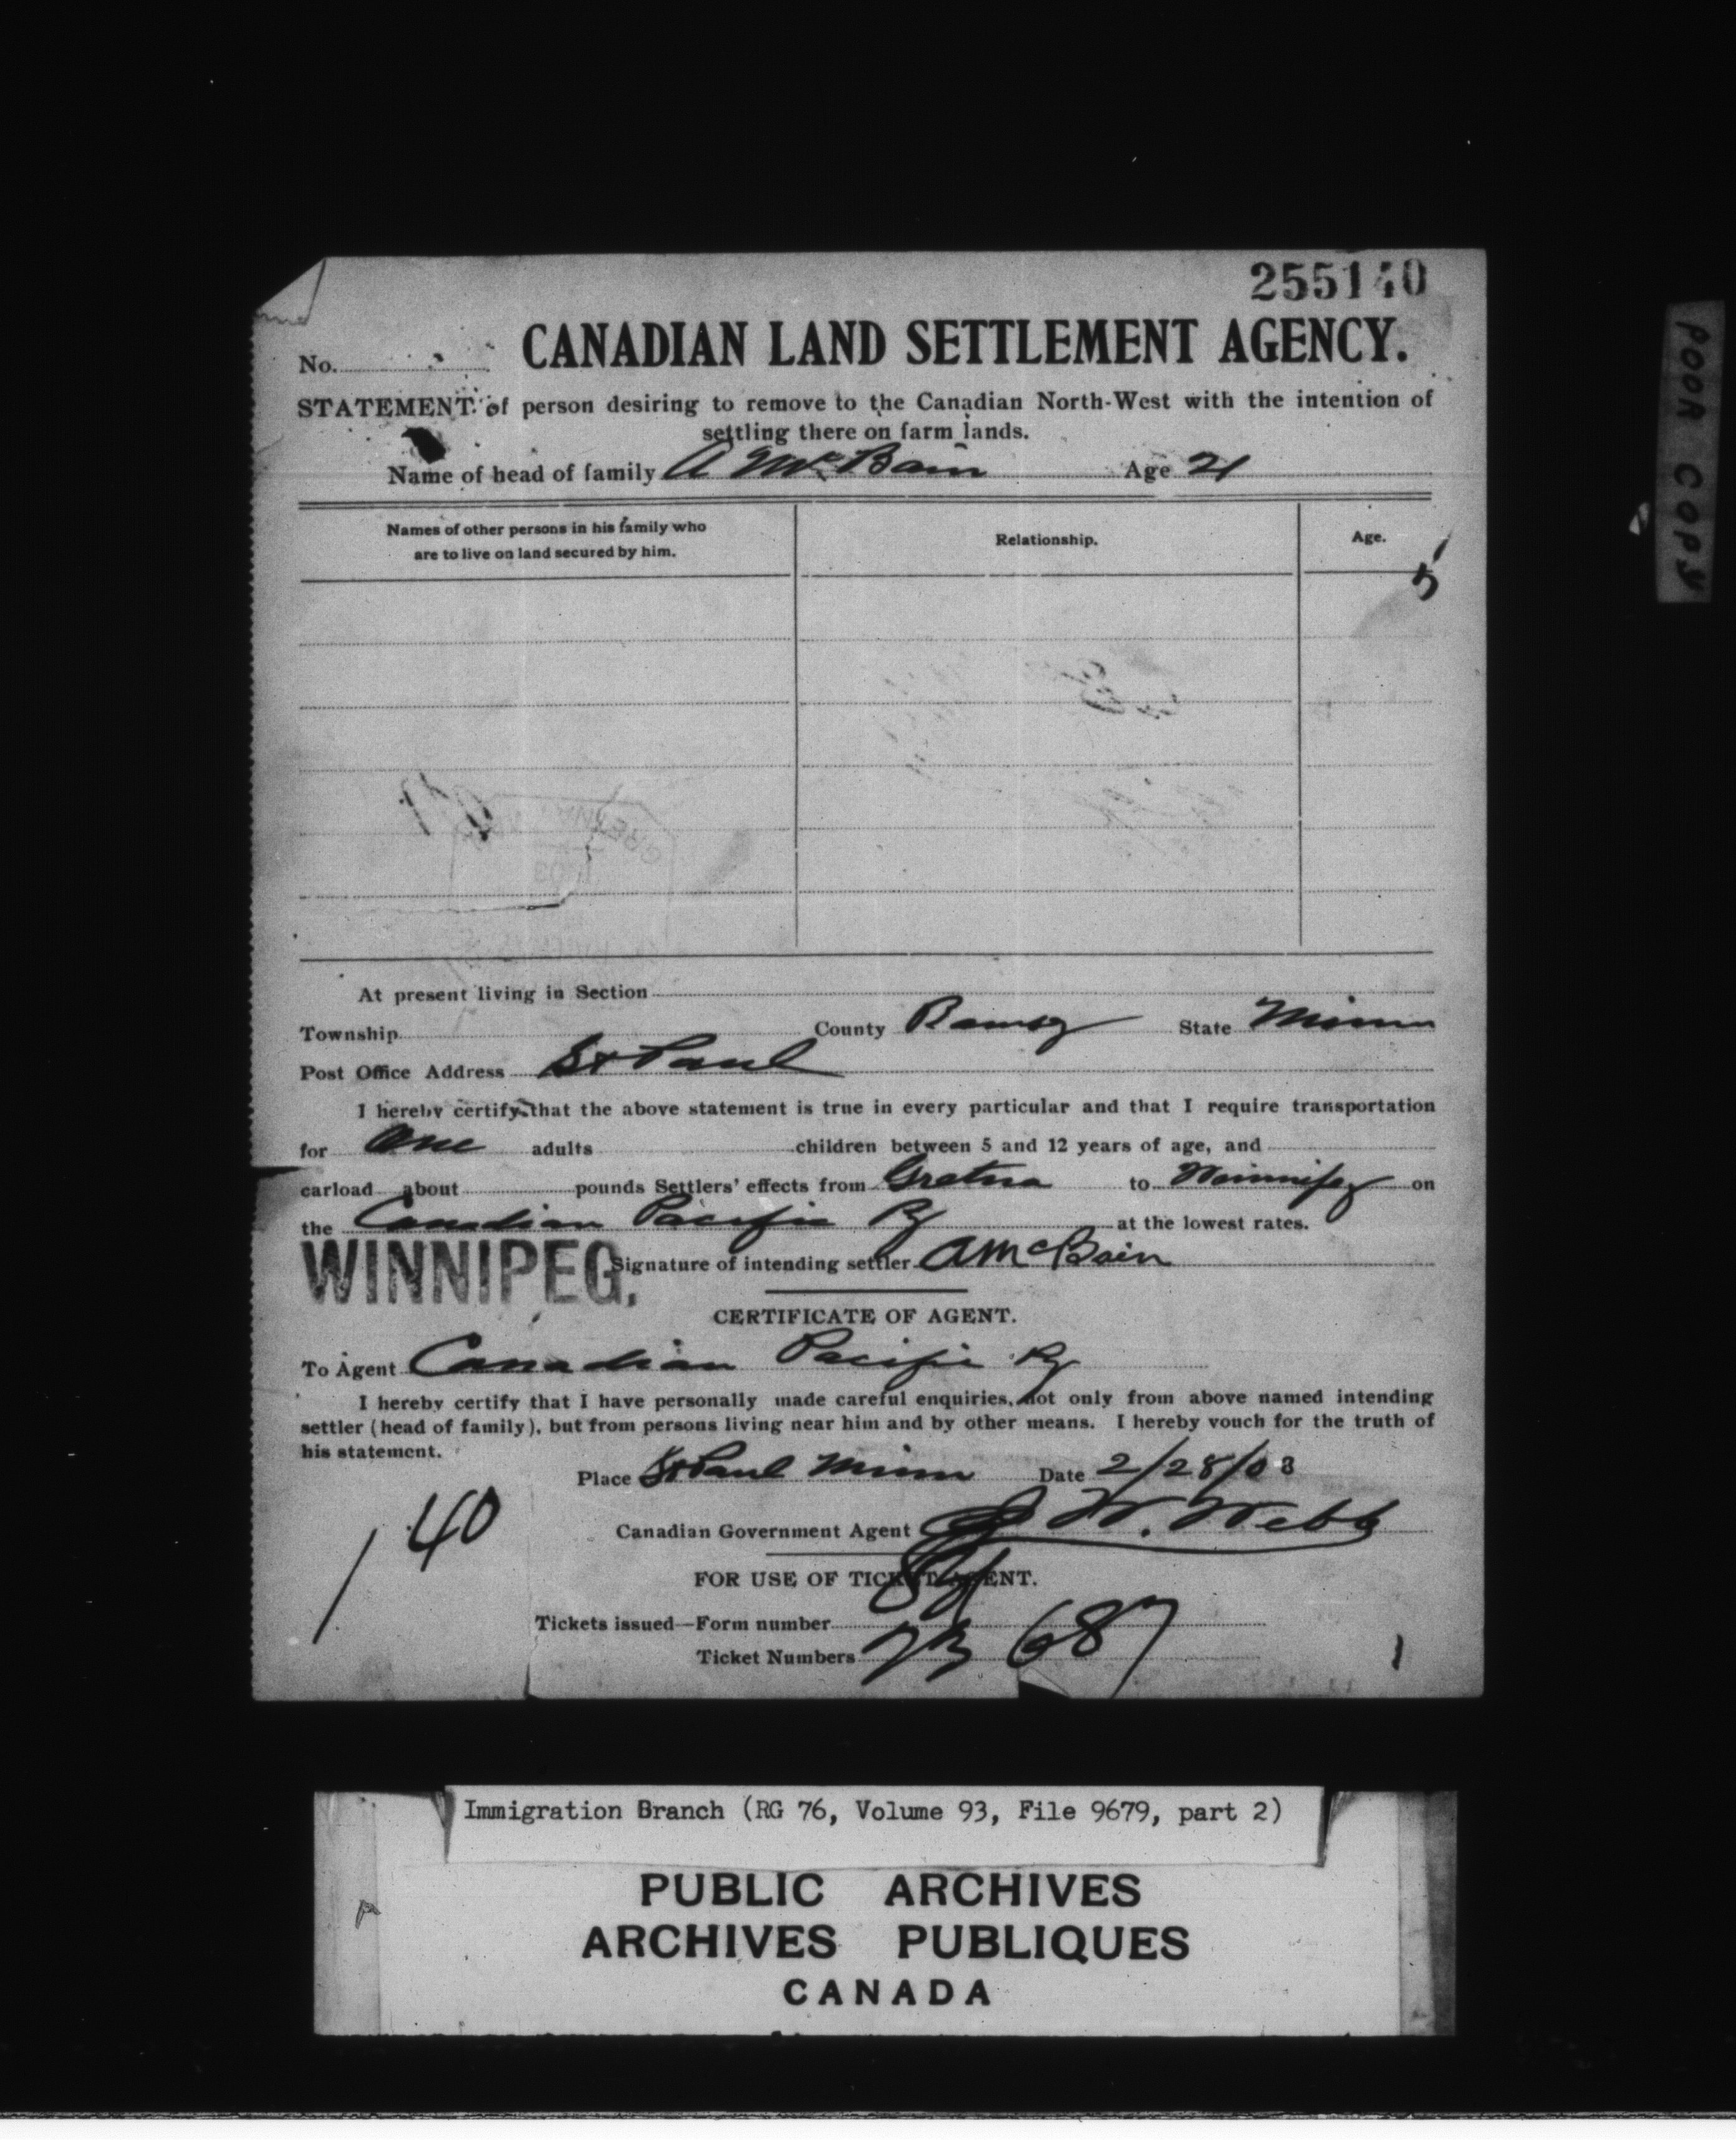 255140
No. CANADIAN LAND SETTLEMENT AGENCY.
STATEMENT of person desiring to remove to the Canadian North-West with the intention of
settling there on farm lands.
Name of head of family A McBain Age 21
Names of other persons in his family who
are to live on land secured by him.
Relationship.
Age.
5
At present living in Section
Township County Ramsy State Minn
Post Office Address St Paul
I hereby certify that the above statement is true in every particular and that I require transportation
for one adults children between 5 and 12 years of age, and
carload about pounds Settlers' effects from Gretna to Winnipeg on
the Canadian Pacific Ry at the lowest rates.
WINNIPEG.
Signature of intending settler A McBain
CERTIFICATE OF AGENT.
To Agent Canadian Pacific Ry
I hereby certify that I have personally made careful enquiries, not only from above named intending
settler (head of family), but from persons living near him and by other means. I hereby vouch for the truth of
his statement.
Place St Paul Minn Date 2/28/03
1 40
Canadian Government Agent J W. Webb
FOR USE OF TICKET AGENT.
Tickets issued—Form number
Ticket Numbers 687
1
POOR COPY
Immigration Branch (RG 76, Volume 93, File 9679, part 2)
PUBLIC ARCHIVES
ARCHIVES PUBLIQUES
CANADA